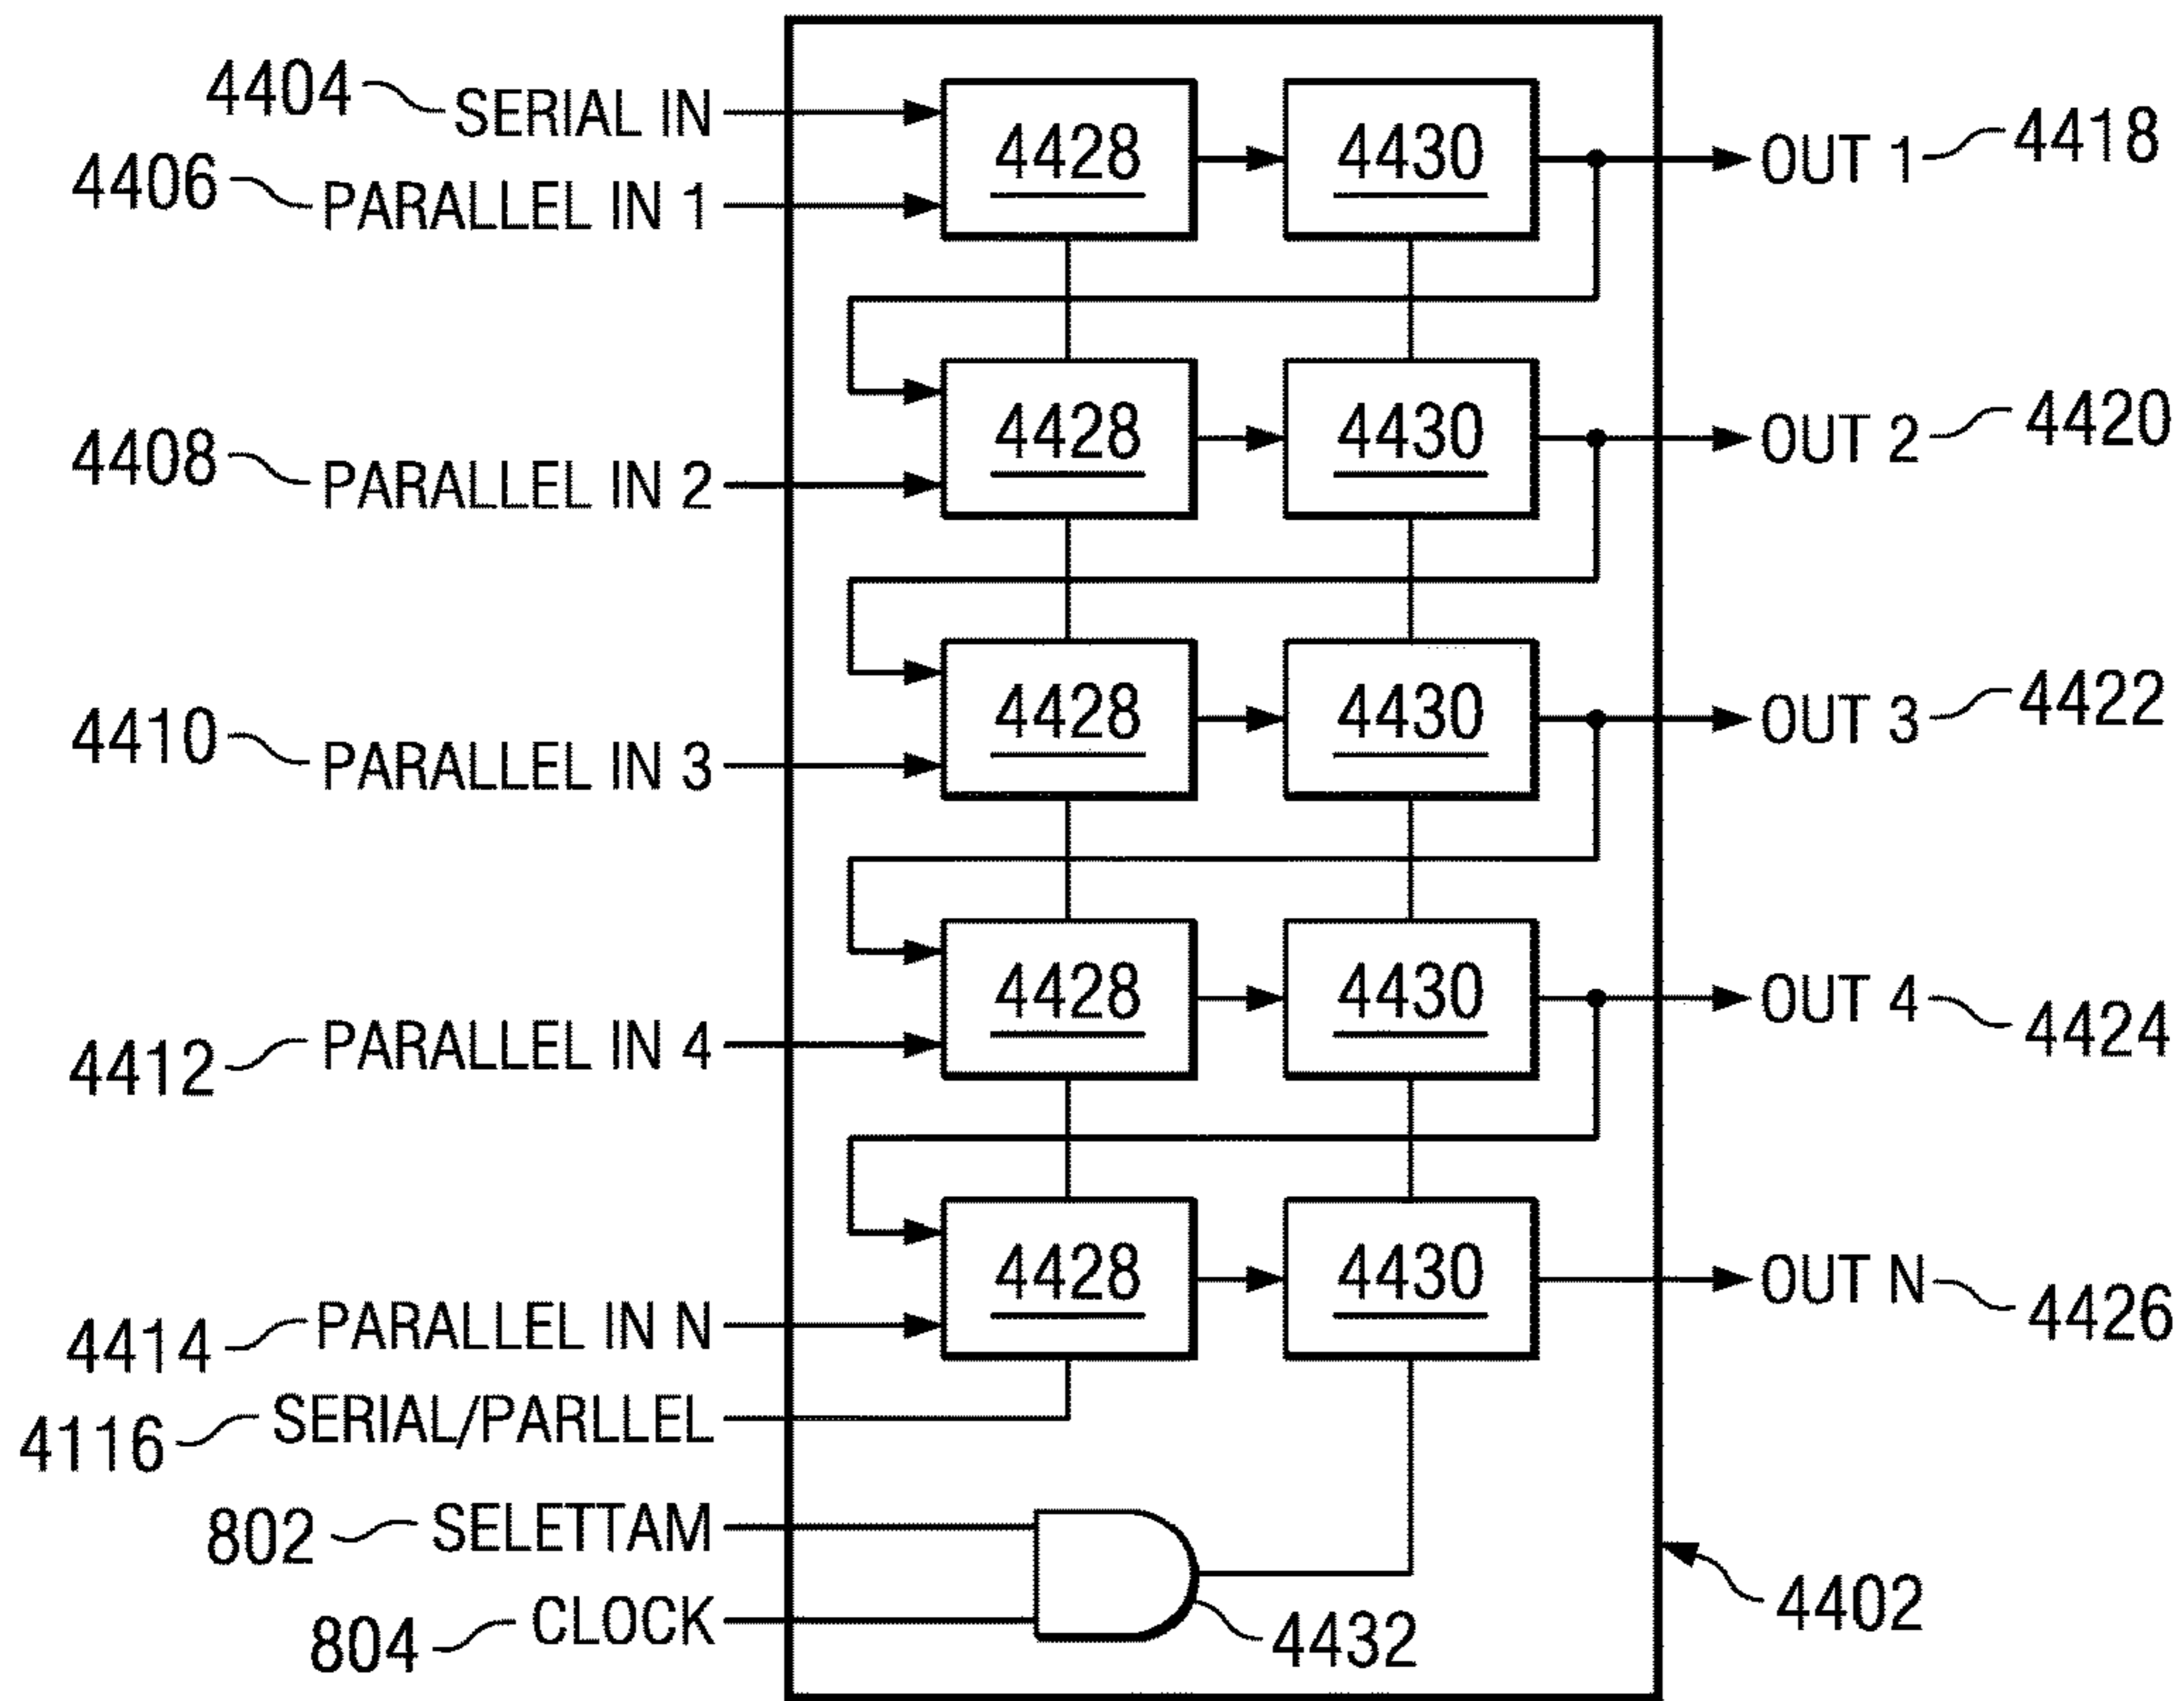 4404 SERIAL IN 4428 4430 OUT 1 4418
4406 PARALLEL IN 1
4408 PARALLEL IN 2 4428 4430 OUT 2 4420
4410 PARALLEL IN 3 4428 4430 OUT 3 4422
4412 PARALLEL IN 4 4428 4430 OUT 4 4424
4414 PARALLEL IN N 4428 4430 OUT N 4426
4116 SERIAL/PARLLEL
802 SELETTAM
804 CLOCK 4432 4402